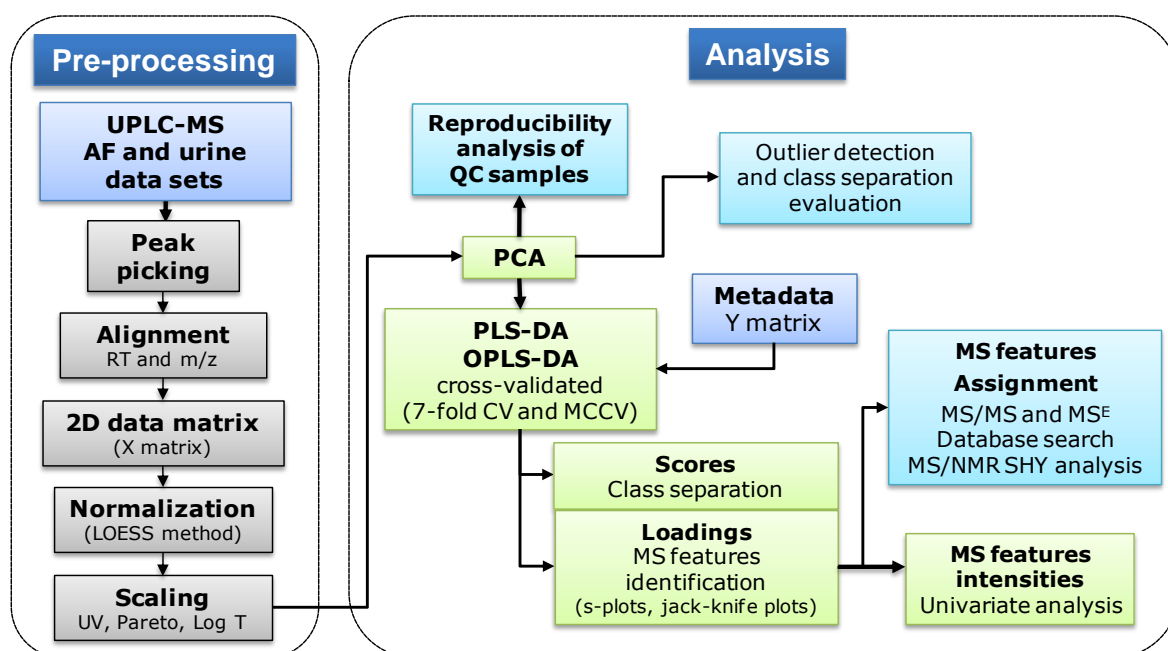 Pre-processing
UPLC-MS
AF and urine
data sets
Peak
picking
Alignment
RT and m/z
2D data matrix
(X matrix)
Normalization
(LOESS method)
Scaling
UV, Pareto, Log T
Analysis
Reproducibility
analysis of
QC samples
Outlier detection
and class separation
evaluation
PCA
Metadata
Y matrix
PLS-DA
OPLS-DA
cross-validated
(7-fold CV and MCCV)
Scores
Class separation
Loadings
MS features
identification
(s-plots, jack-knife plots)
MS features
Assignment
MS/MS and MSᴱ
Database search
MS/NMR SHY analysis
MS features
intensities
Univariate analysis